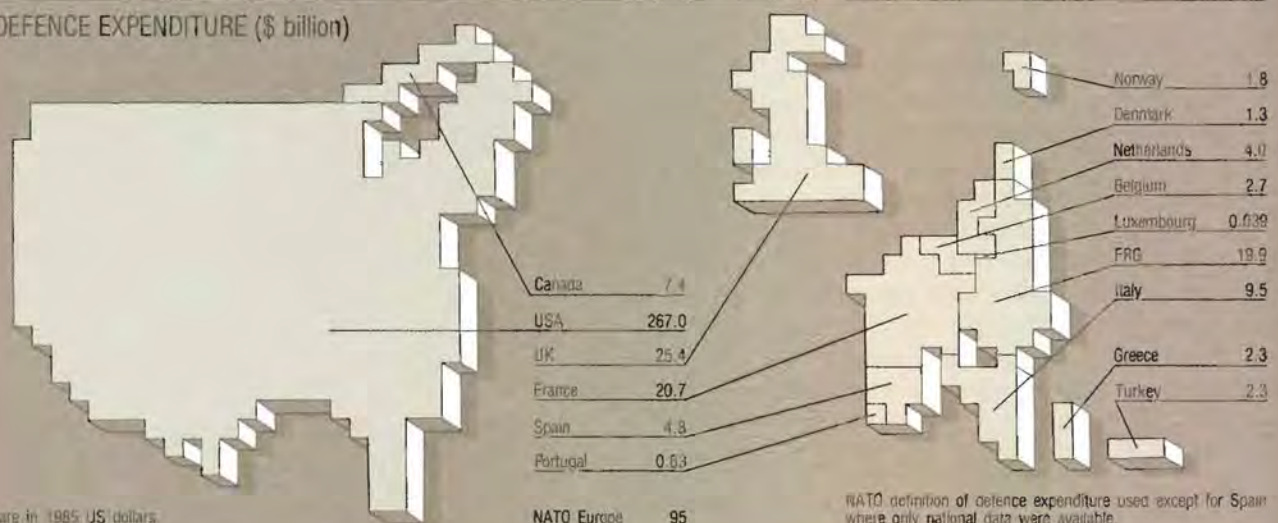 DEFENCE EXPENDITURE ($ billion)
Canada 7.4
USA 267.0
UK 25.4
France 20.7
Spain 4.8
Portugal 0.63
NATO Europe 95
Norway 1.8
Denmark 1.3
Netherlands 4.0
Belgium 2.7
Luxembourg 0.039
FRG 19.9
Italy 9.5
Greece 2.3
Turkey 2.3
are in 1985 US dollars
NATO definition of defence expenditure used except for Spain
where only national data were available